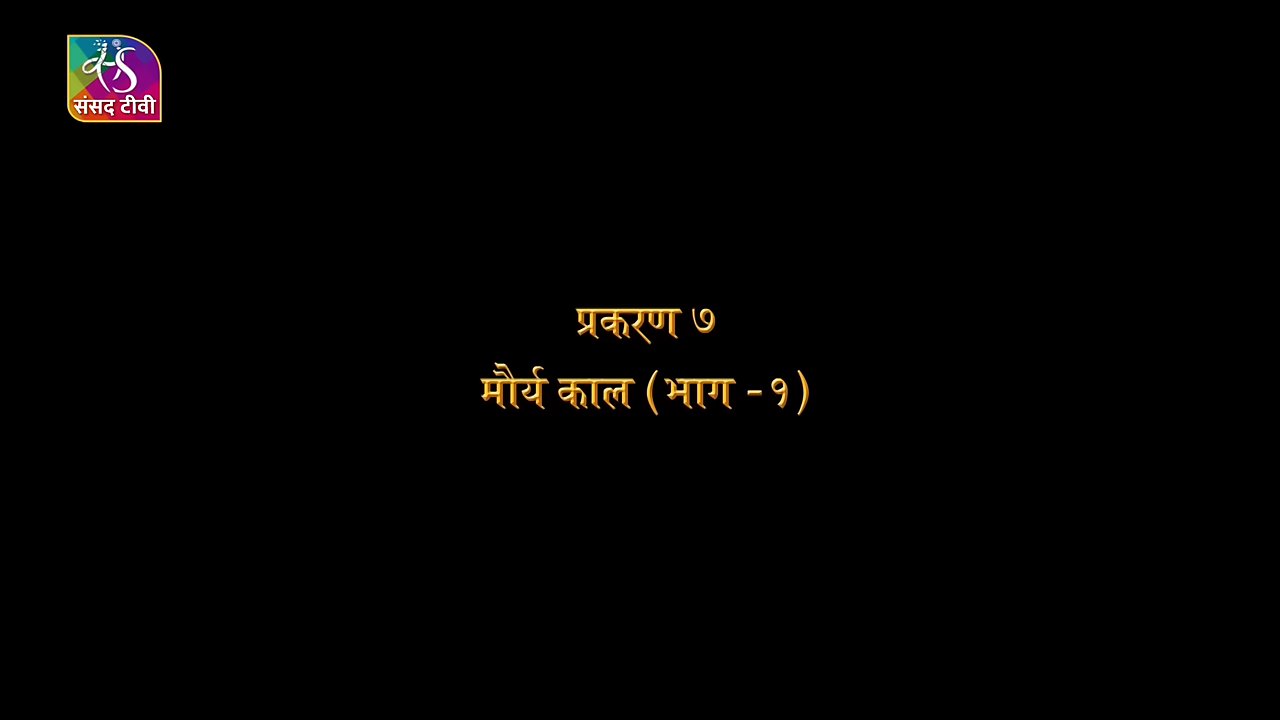 संसद टीवी
प्रकरण ७
मौर्य काल (भाग -१)